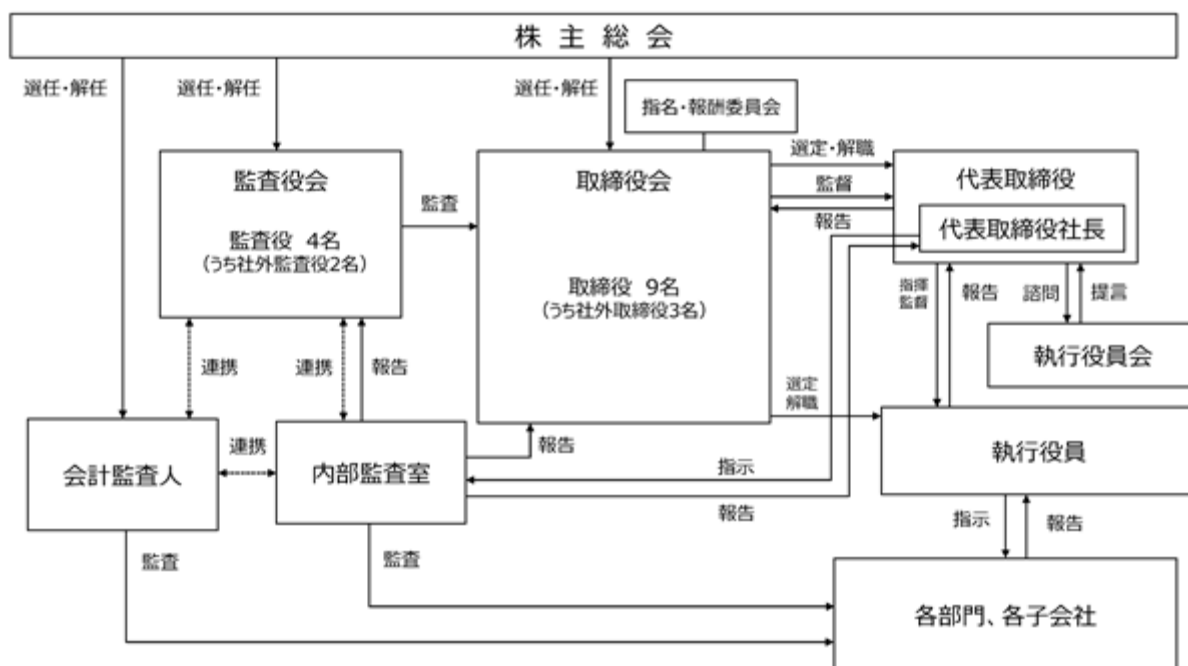 株主総会
選任・解任
選任・解任
選任・解任
指名・報酬委員会
監査役会
監査役 4名
(うち社外監査役2名)
監査
取締役会
取締役 9名
(うち社外取締役3名)
選定・解職
監督
報告
代表取締役
代表取締役社長
指揮
監督
報告
諮問
提言
執行役員会
連携
連携
報告
選定
解職
執行役員
会計監査人
連携
内部監査室
報告
指示
報告
指示
報告
監査
監査
各部門、各子会社